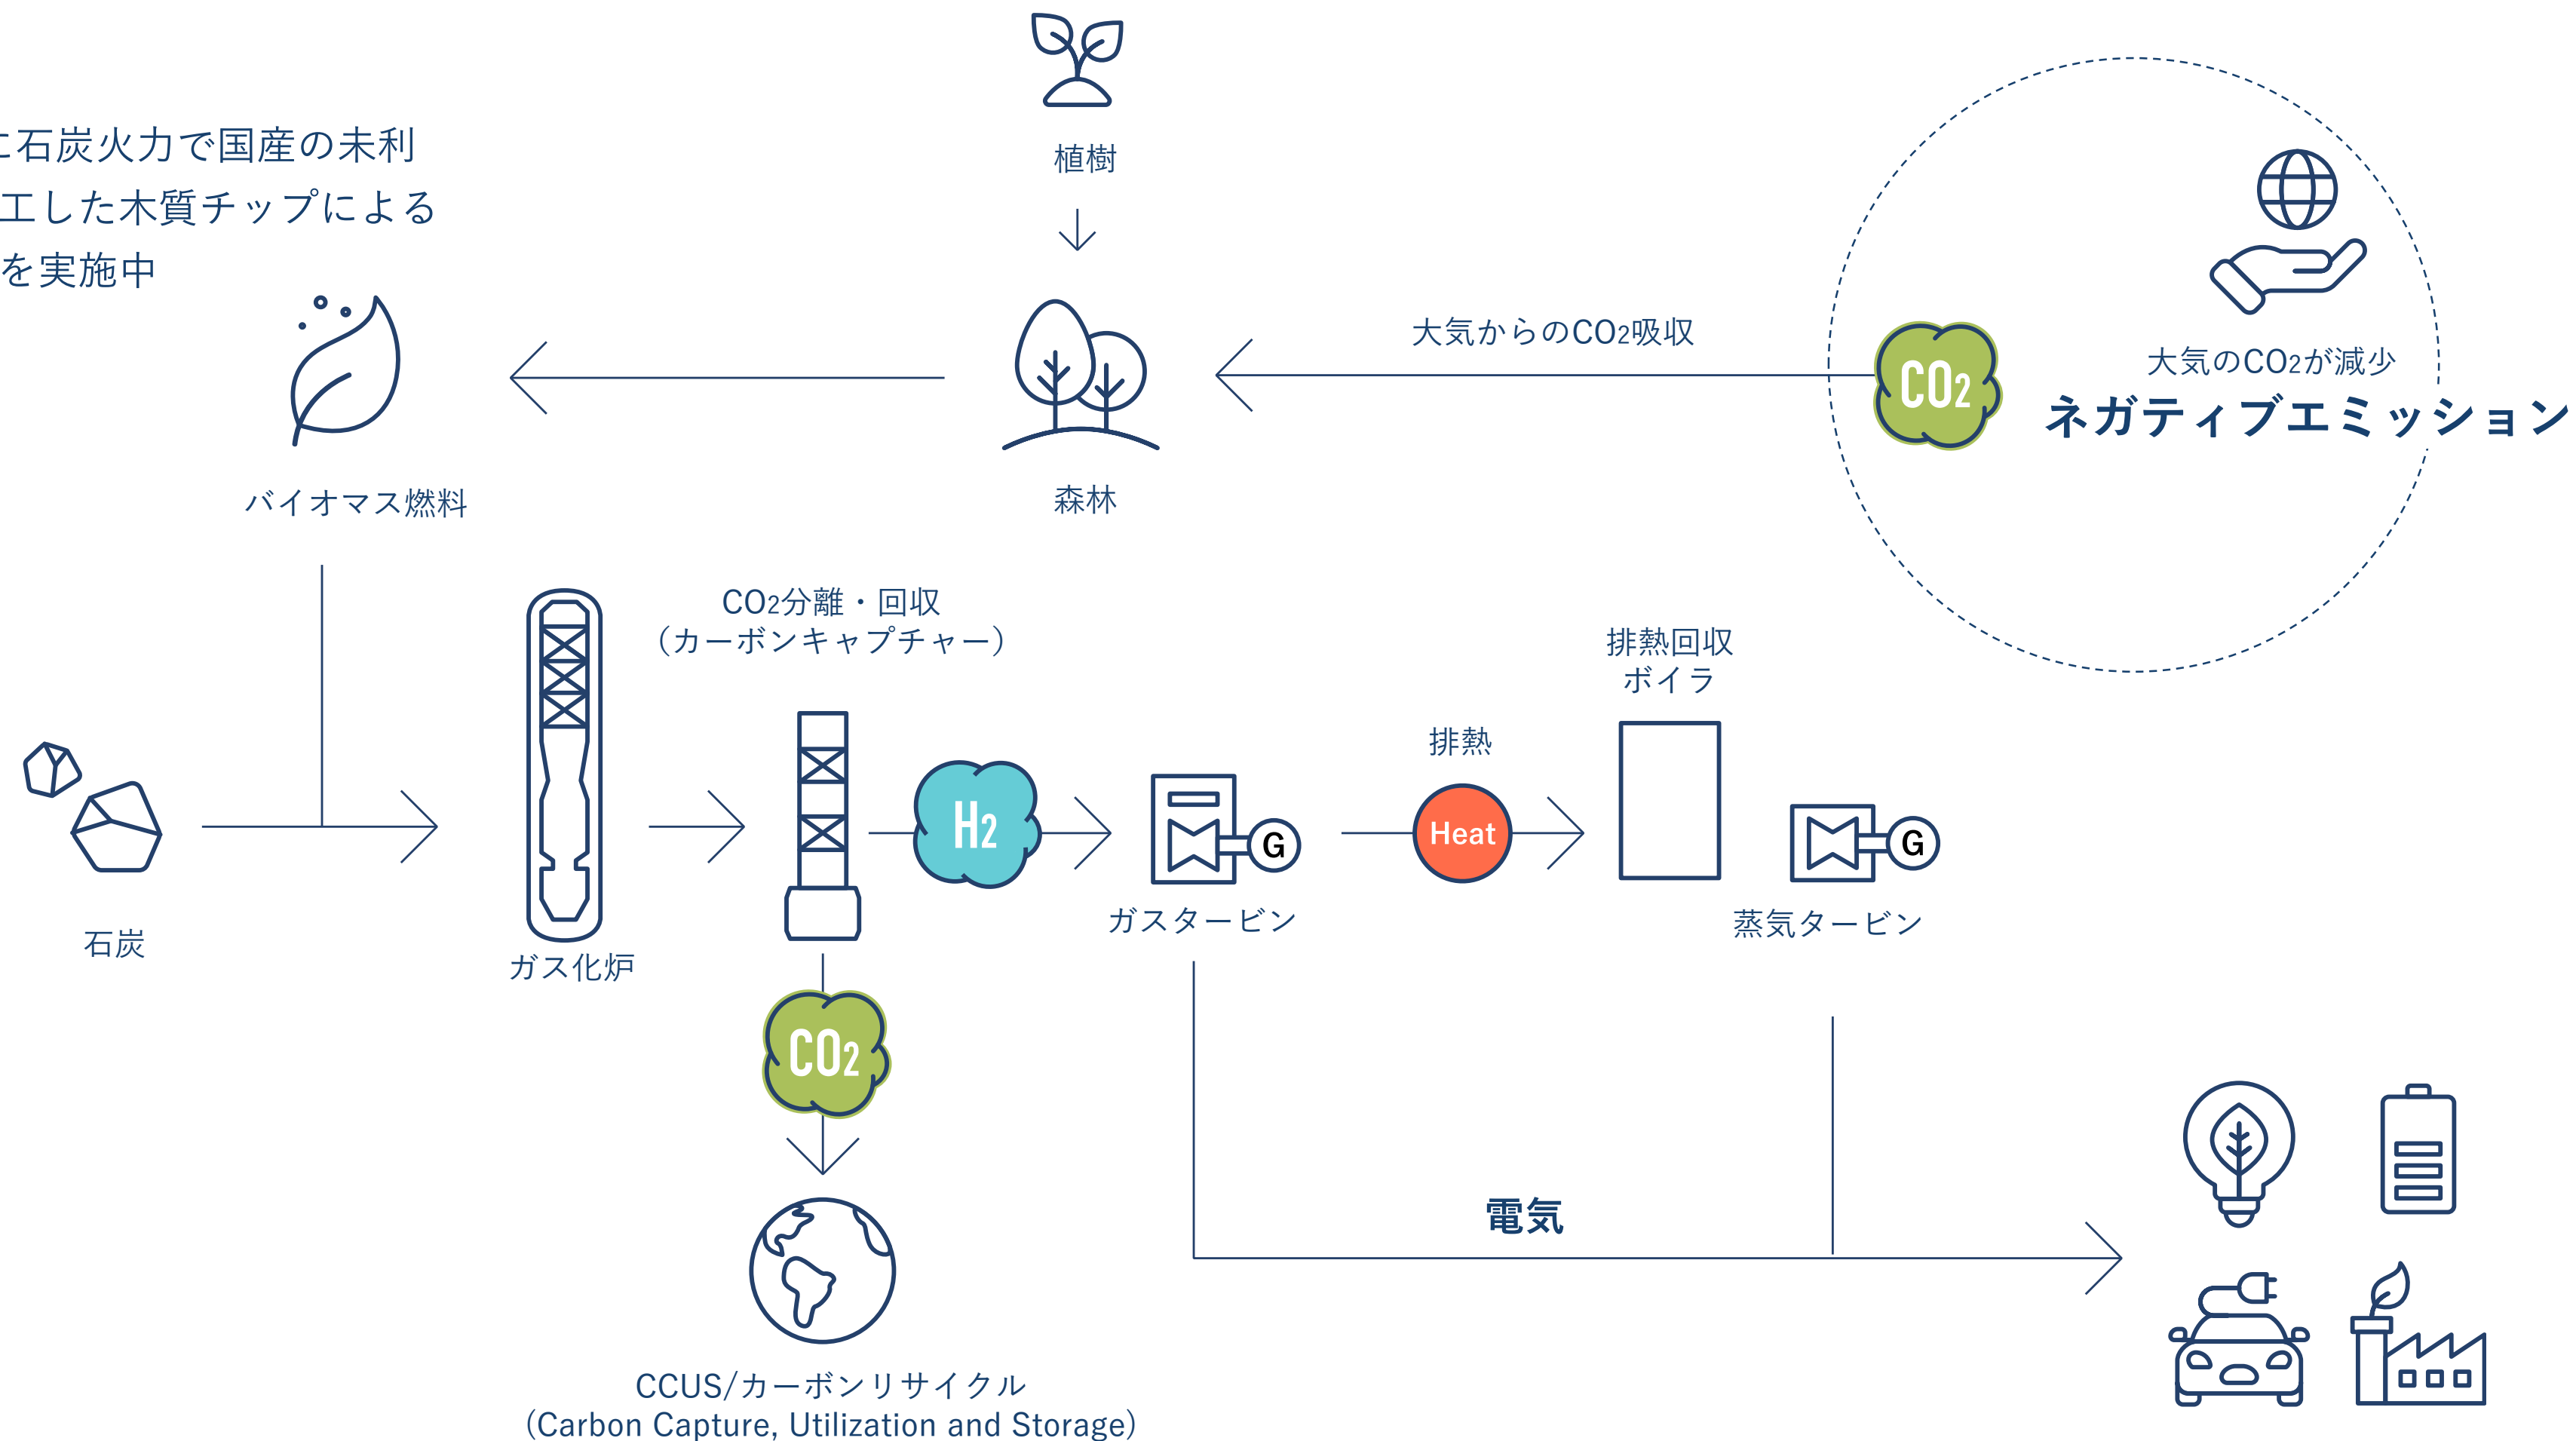 植樹
に石炭火力で国産の未利
工した木質チップによる
を実施中
大気からのCO2吸収
CO2
大気のCO2が減少
ネガティブエミッション
バイオマス燃料
森林
CO2分離・回収
（カーボンキャプチャー）
排熱回収
ボイラ
排熱
H2
Heat
G
G
石炭
ガス化炉
ガスタービン
蒸気タービン
CO2
電気
CCUS/カーボンリサイクル
（Carbon Capture, Utilization and Storage）